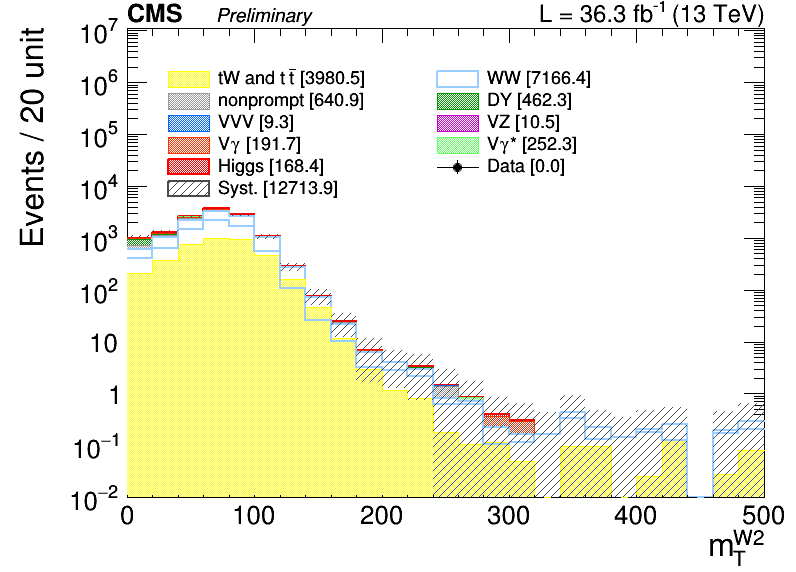 CMS Preliminary L = 36.3 fb⁻¹ (13 TeV)
Events / 20 unit
10⁷
10⁶
10⁵
10⁴
10³
10²
10
1
10⁻¹
10⁻²
tW and tt̄ [3980.5]
nonprompt [640.9]
VVV [9.3]
Vγ [191.7]
Higgs [168.4]
Syst. [12713.9]
WW [7166.4]
DY [462.3]
VZ [10.5]
Vγ* [252.3]
Data [0.0]
0 100 200 300 400 500
m_T^W2